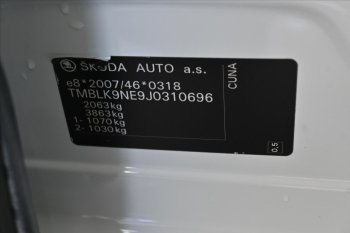 ŠKODA AUTO a.s.
e8*2007/46*0318
TMBLK9NE9J0310696
2063kg
3863kg
1- 1070kg
2- 1030kg
CUNA
0,5